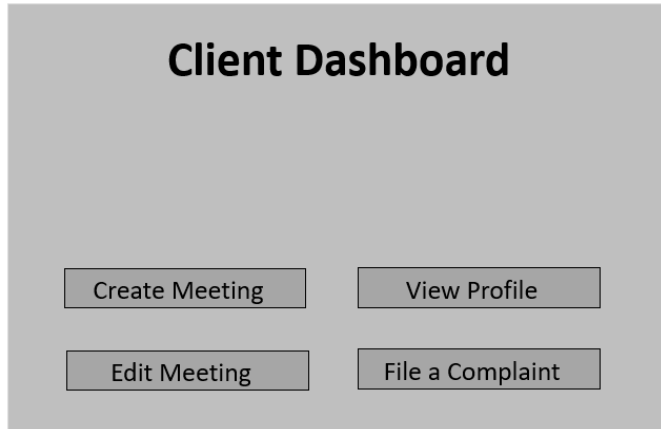 Client Dashboard
Create Meeting
View Profile
Edit Meeting
File a Complaint